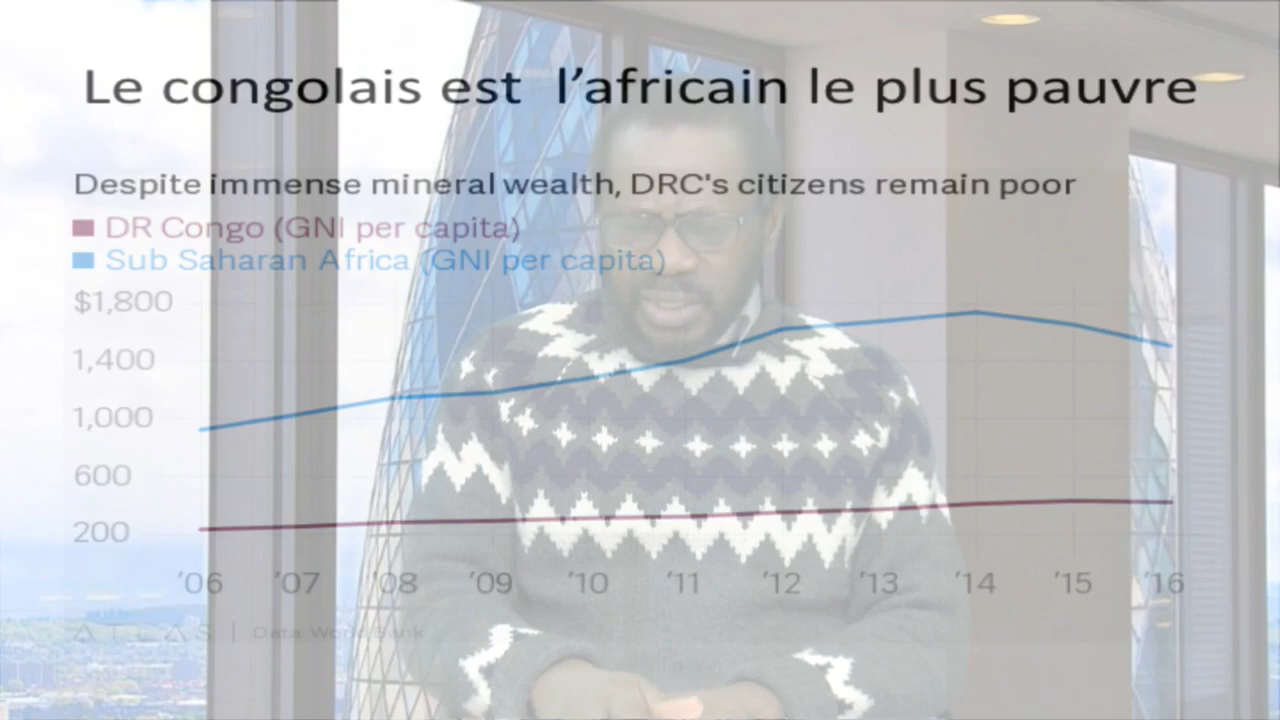 Le congolais est l’africain le plus pauvre
Despite immense mineral wealth, DRC's citizens remain poor
DR Congo (GNI per capita)
Sub Saharan Africa (GNI per capita)
$1,800
1,400
1,000
600
200
’06 ’07 ’08 ’09 ’10 ’11 ’12 ’13 ’14 ’15 ’16
ATLAS | Data World Bank